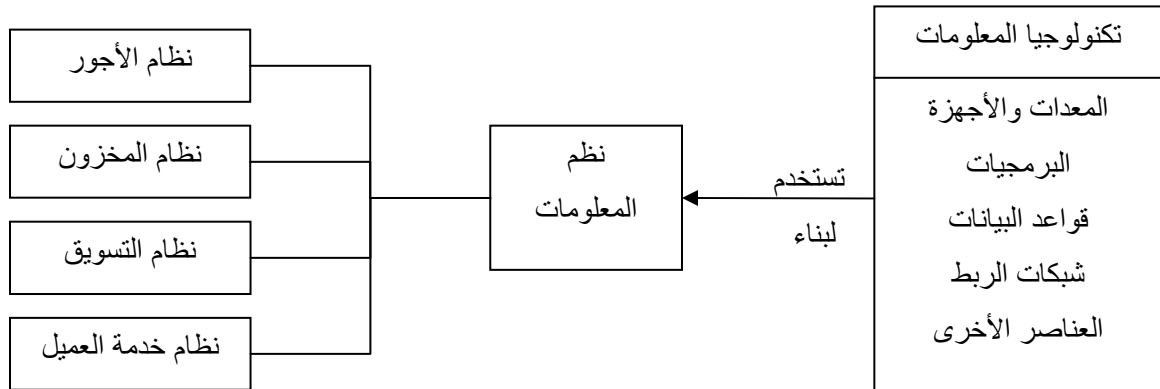 تكنولوجيا المعلومات
المعدات والأجهزة
البرمجيات
قواعد البيانات
شبكات الربط
العناصر الأخرى
تستخدم
لبناء
نظم
المعلومات
نظام الأجور
نظام المخزون
نظام التسويق
نظام خدمة العميل